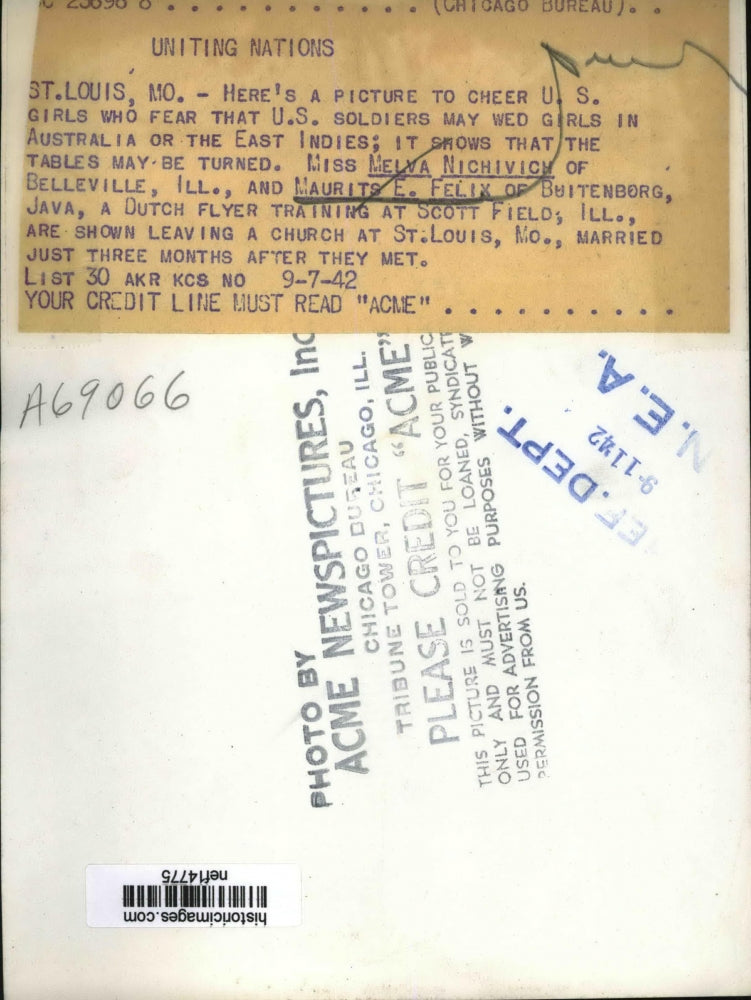 (CHICAGO BUREAU). .
UNITING NATIONS
ST.LOUIS, MO. - HERE'S A PICTURE TO CHEER U. S.
GIRLS WHO FEAR THAT U.S. SOLDIERS MAY WED GIRLS IN
AUSTRALIA OR THE EAST INDIES; IT SHOWS THAT THE
TABLES MAY BE TURNED. MISS MELVA NICHIVICH OF
BELLEVILLE, ILL., AND MAURITS E. FELIX OF BUITENBORG,
JAVA, A DUTCH FLYER TRAINING AT SCOTT FIELD, ILL.,
ARE SHOWN LEAVING A CHURCH AT ST.LOUIS, MO., MARRIED
JUST THREE MONTHS AFTER THEY MET.
LIST 30 AKR KCS NO 9-7-42
YOUR CREDIT LINE MUST READ "ACME" . . . . . . . . . .
A69066
PHOTO BY
ACME NEWSPICTURES, Inc
CHICAGO BUREAU
TRIBUNE TOWER, CHICAGO, ILL.
PLEASE CREDIT "ACME"
THIS PICTURE IS SOLD TO YOU FOR YOUR PUBLIC
ONLY AND MUST NOT BE LOANED, SYNDICAT
USED FOR ADVERTISING PURPOSES WITHOUT W
PERMISSION FROM US.
EF. DEPT.
9-11-42
N.E.A.
historicimages.com
nef14775